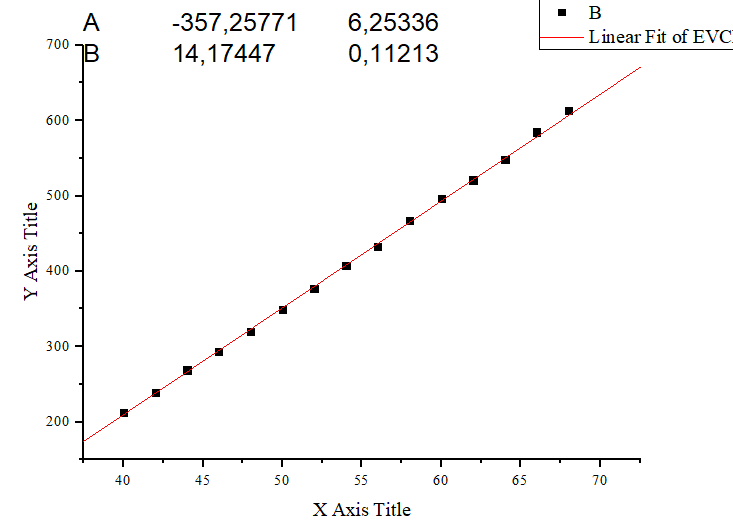 A -357,25771 6,25336
B 14,17447 0,11213
B
Linear Fit of EVC
700
600
500
400
300
200
Y Axis Title
40 45 50 55 60 65 70
X Axis Title